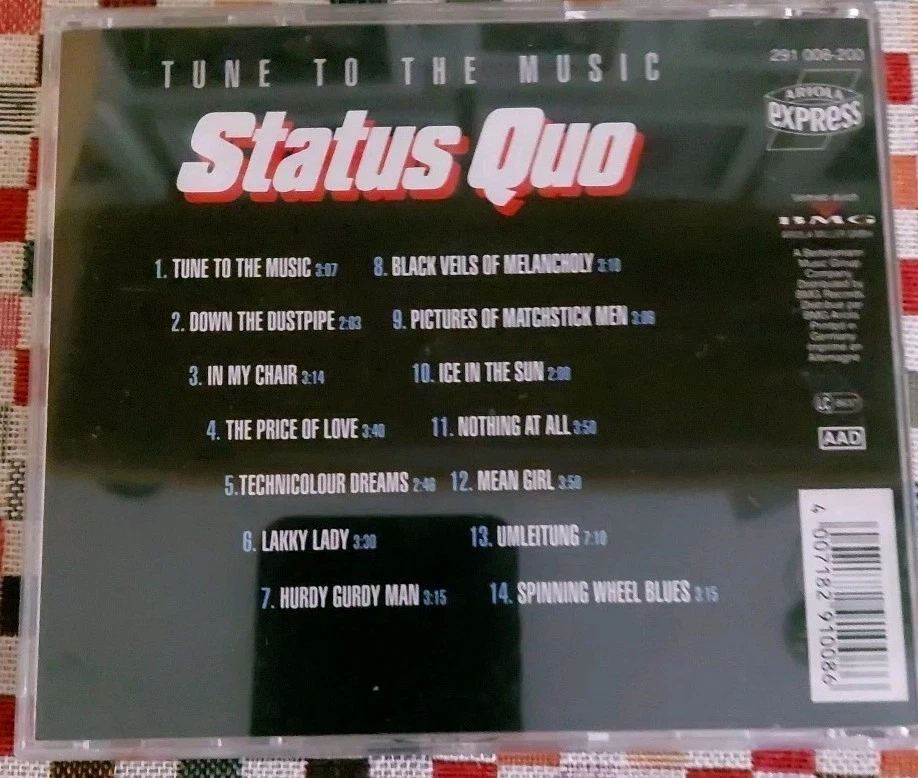 TUNE TO THE MUSIC
Status Quo
1. TUNE TO THE MUSIC 3:07
2. DOWN THE DUSTPIPE 2:03
3. IN MY CHAIR 3:14
4. THE PRICE OF LOVE 3:40
5. TECHNICOLOUR DREAMS 2:48
6. LAKKY LADY 3:30
7. HURDY GURDY MAN 3:15
8. BLACK VEILS OF MELANCHOLY 3:18
9. PICTURES OF MATCHSTICK MEN 3:06
10. ICE IN THE SUN 2:08
11. NOTHING AT ALL 3:50
12. MEAN GIRL 3:50
13. UMLEITUNG 7:10
14. SPINNING WHEEL BLUES 3:15
291 008-200
ARIOLA
EXPRESS
BMG
LC
AAD
4 007182 910086